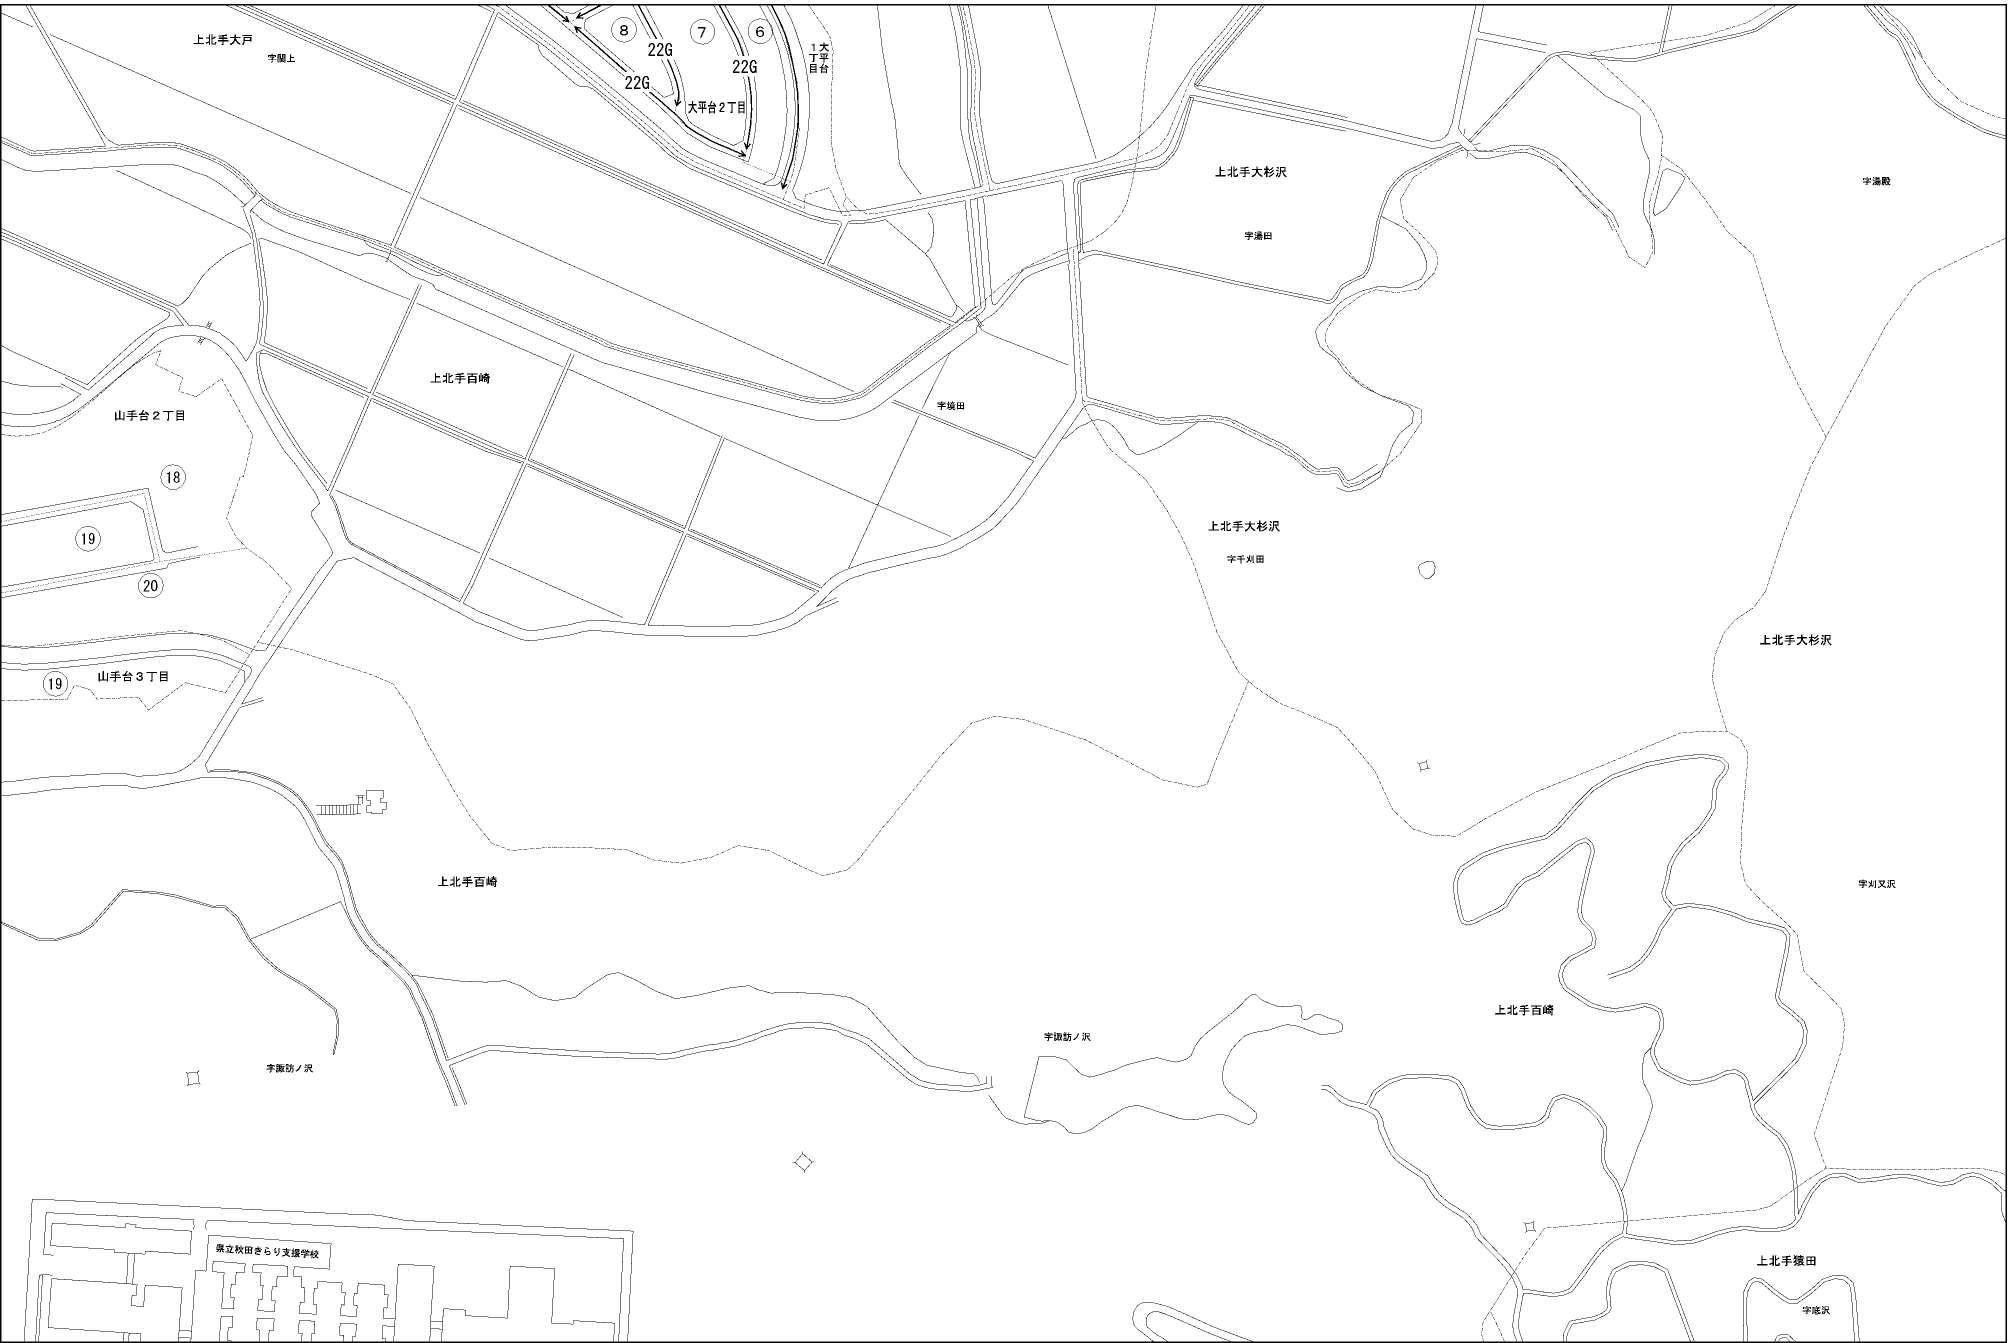 上北手大戸
字関上
⑧
⑦
⑥
大平台
1丁目
22G
22G
22G
大平台２丁目
上北手大杉沢
字湯殿
字湯田
上北手百崎
字境田
山手台２丁目
⑱
⑲
⑳
上北手大杉沢
字千刈田
上北手大杉沢
山手台３丁目
⑲
上北手百崎
字刈又沢
上北手百崎
字諏訪ノ沢
字諏訪ノ沢
県立秋田きらり支援学校
上北手猿田
字底沢